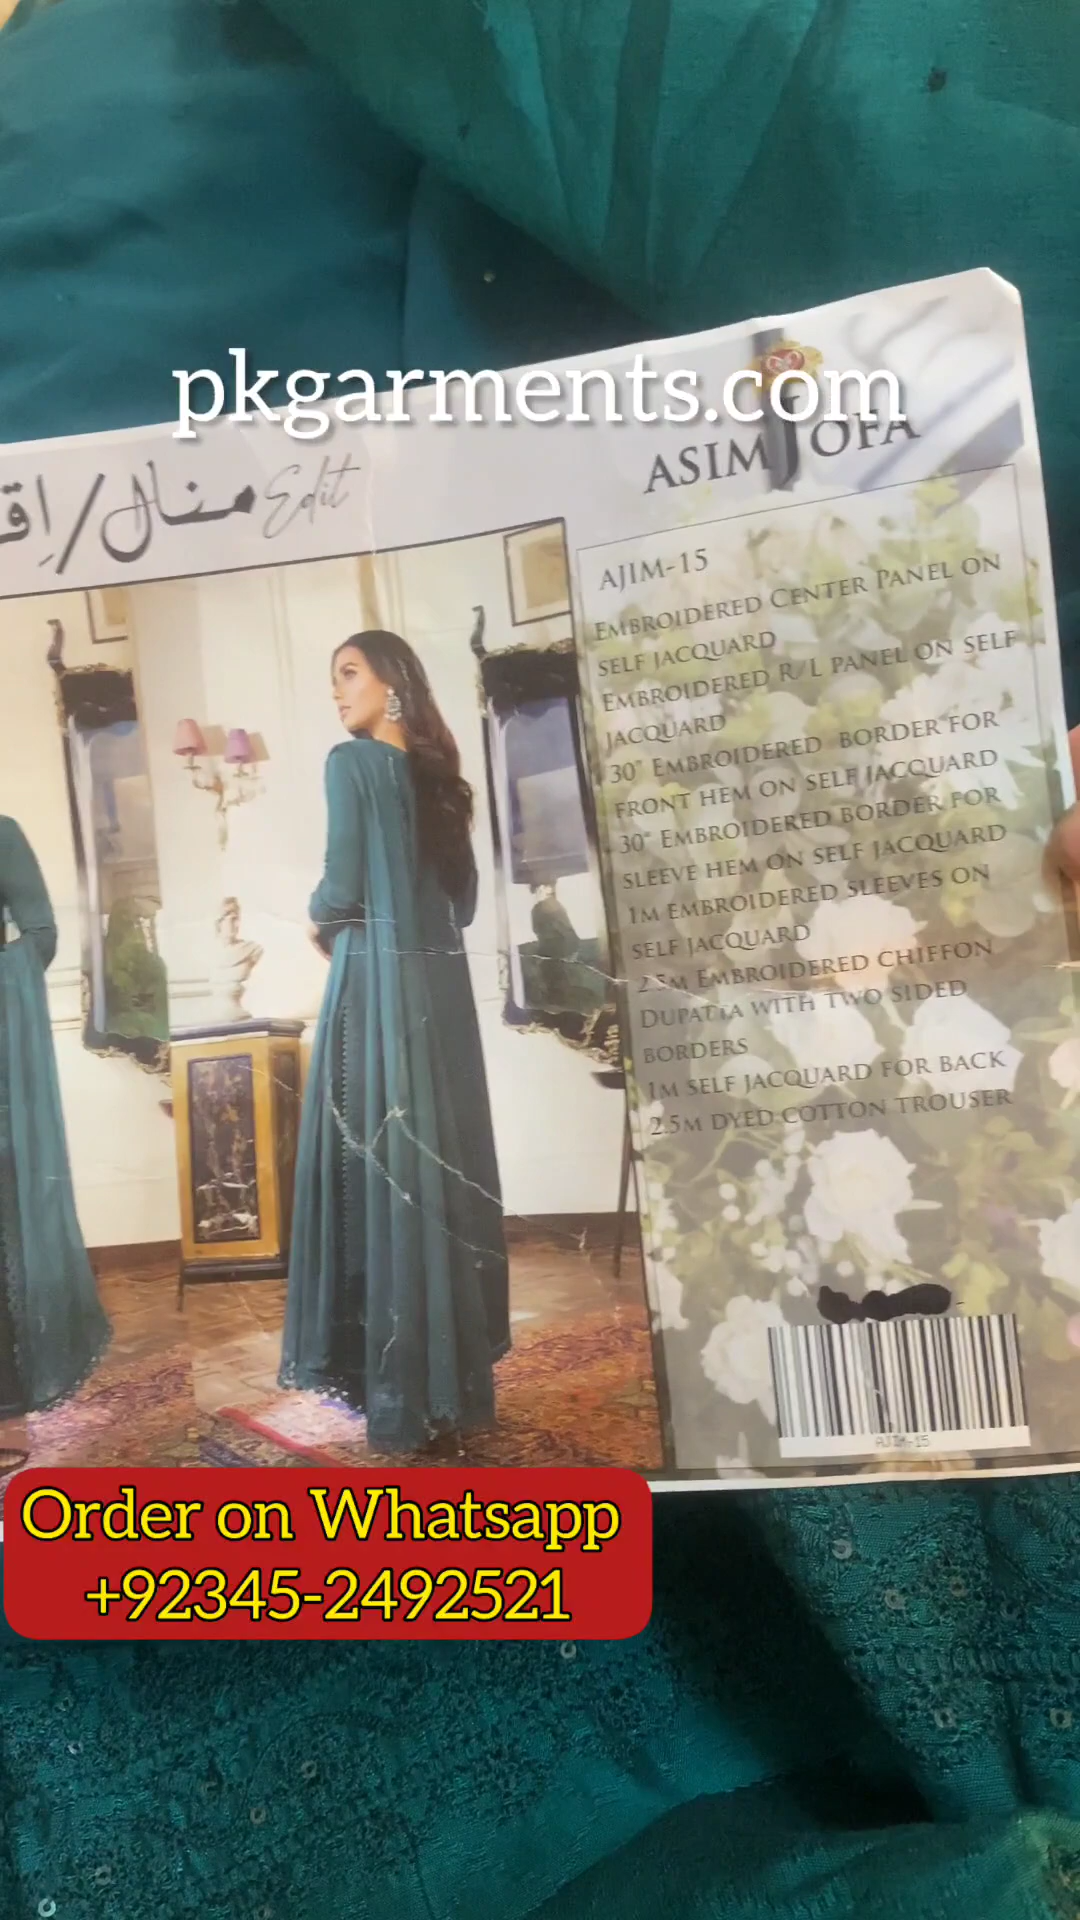 pkgarments.com
ASIM JOFA
منال/ Edit
AJIM-15
EMBROIDERED CENTER PANEL ON
SELF JACQUARD
EMBROIDERED R/L PANEL ON SELF
JACQUARD
30" EMBROIDERED BORDER FOR
FRONT HEM ON SELF JACQUARD
30" EMBROIDERED BORDER FOR
SLEEVE HEM ON SELF JACQUARD
1M EMBROIDERED SLEEVES ON
SELF JACQUARD
2.5M EMBROIDERED CHIFFON
DUPATTA WITH TWO SIDED
BORDERS
1M SELF JACQUARD FOR BACK
2.5M DYED COTTON TROUSER
AJIM-15
Order on Whatsapp
+92345-2492521